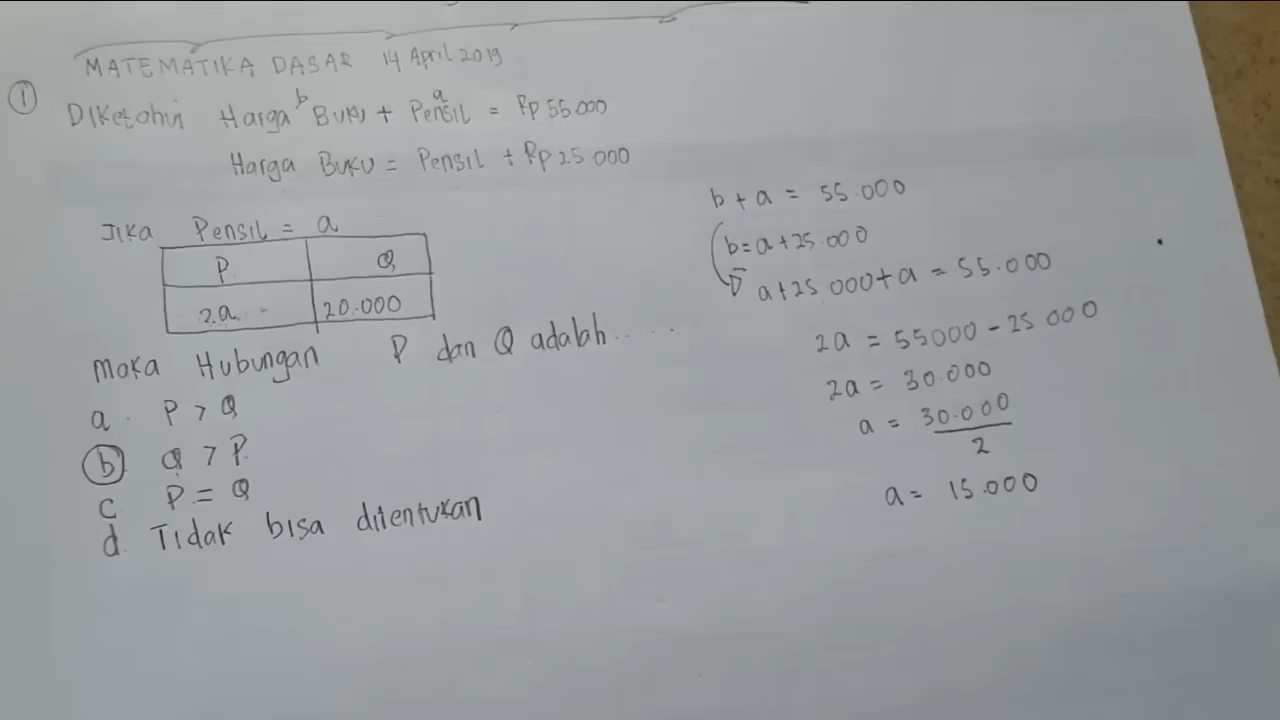 MATEMATIKA DASAR 14 April 2019
① Diketahui Harga Buku + Pensil = Rp 55.000
b a
Harga Buku = Pensil + Rp 25 000
Jika Pensil = a
P Q
2a 20.000
maka Hubungan P dan Q adalah .....
a. P > Q
b. Q > P
c P = Q
d. Tidak bisa ditentukan
b + a = 55.000
b = a + 25.000
a + 25 000 + a = 55.000
2a = 55000 - 25 000
2a = 30.000
a = 30.000
2
a = 15.000